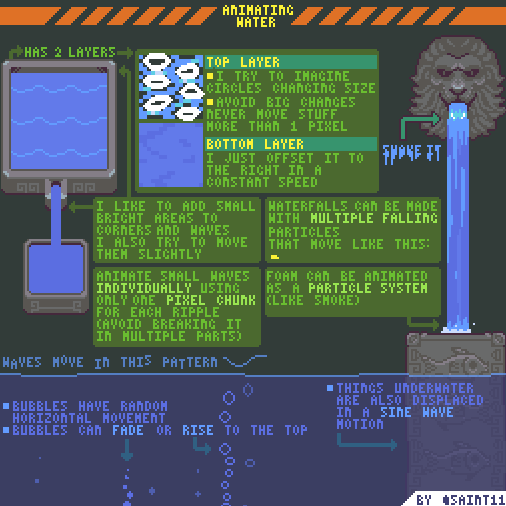 ANIMATING
WATER
HAS 2 LAYERS
TOP LAYER
I TRY TO IMAGINE
CIRCLES CHANGING SIZE
AVOID BIG CHANGES
NEVER MOVE STUFF
MORE THAN 1 PIXEL
BOTTOM LAYER
I JUST OFFSET IT TO
THE RIGHT IN A
CONSTANT SPEED
SHAKE IT
I LIKE TO ADD SMALL
BRIGHT AREAS TO
CORNERS AND WAVES
I ALSO TRY TO MOVE
THEM SLIGHTLY
WATERFALLS CAN BE MADE
WITH MULTIPLE FALLING
PARTICLES
THAT MOVE LIKE THIS:
ANIMATE SMALL WAVES
INDIVIDUALLY USING
ONLY ONE PIXEL CHUNK
FOR EACH RIPPLE
(AVOID BREAKING IT
IN MULTIPLE PARTS)
FOAM CAN BE ANIMATED
AS A PARTICLE SYSTEM
(LIKE SMOKE)
WAVES MOVE IN THIS PATTERN
BUBBLES HAVE RANDOM
HORIZONTAL MOVEMENT
BUBBLES CAN FADE OR RISE TO THE TOP
THINGS UNDERWATER
ARE ALSO DISPLACED
IN A SINE WAVE
MOTION
BY @SAINT11